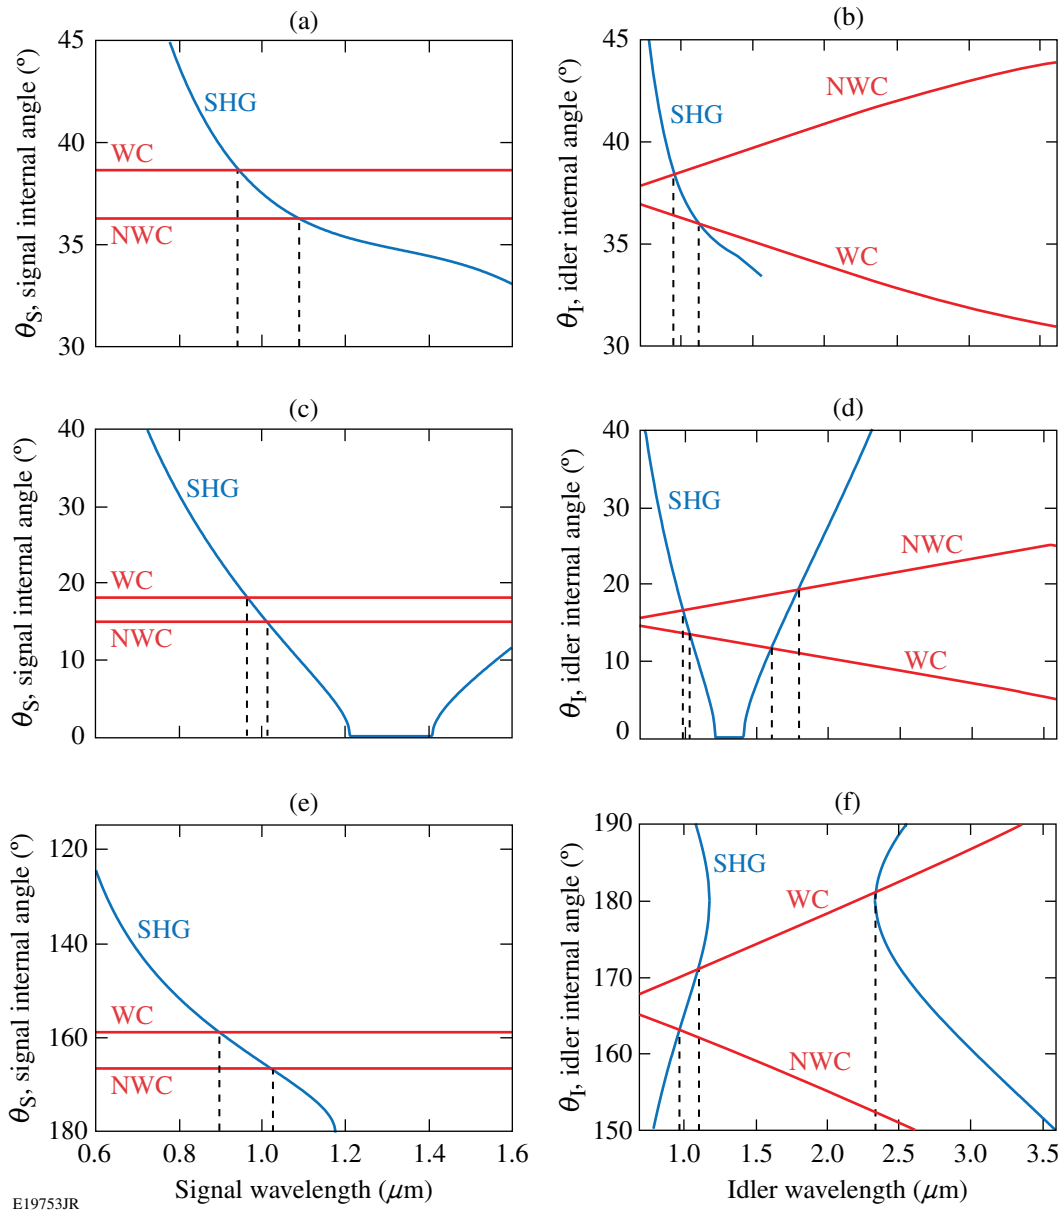 (a)
45
40
35
30
θS, signal internal angle (°)
SHG
WC
NWC
(b)
45
40
35
30
θI, idler internal angle (°)
NWC
SHG
WC
(c)
40
30
20
10
0
θS, signal internal angle (°)
SHG
WC
NWC
(d)
40
30
20
10
0
θI, idler internal angle (°)
SHG
NWC
WC
(e)
120
140
160
180
θS, signal internal angle (°)
SHG
WC
NWC
0.6 0.8 1.0 1.2 1.4 1.6
Signal wavelength (μm)
(f)
190
180
170
160
150
θI, idler internal angle (°)
SHG
WC
NWC
1.0 1.5 2.0 2.5 3.0 3.5
Idler wavelength (μm)
E19753JR